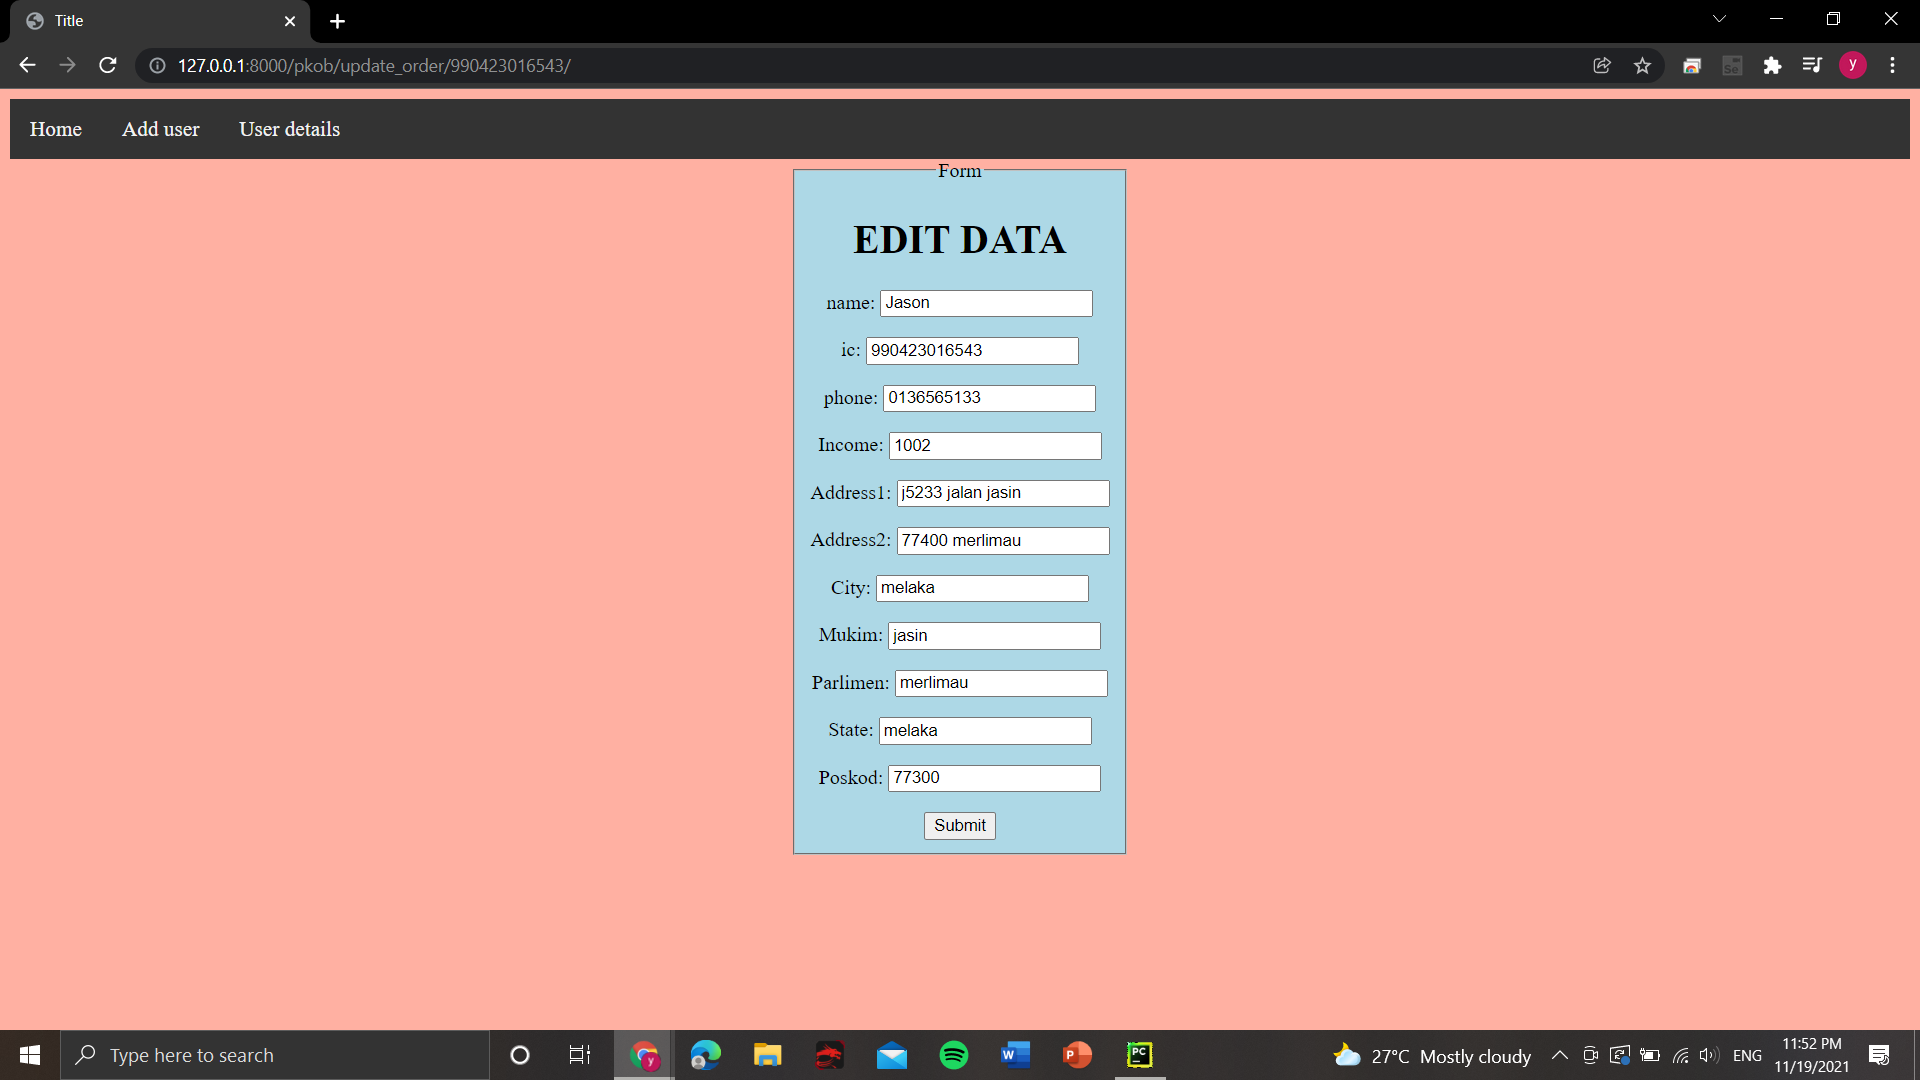 Title
127.0.0.1:8000/pkob/update_order/990423016543/
y
Home Add user User details
Form
EDIT DATA
name: Jason
ic: 990423016543
phone: 0136565133
Income: 1002
Address1: j5233 jalan jasin
Address2: 77400 merlimau
City: melaka
Mukim: jasin
Parlimen: merlimau
State: melaka
Poskod: 77300
Submit
Type here to search
27°C Mostly cloudy
ENG
11:52 PM
11/19/2021